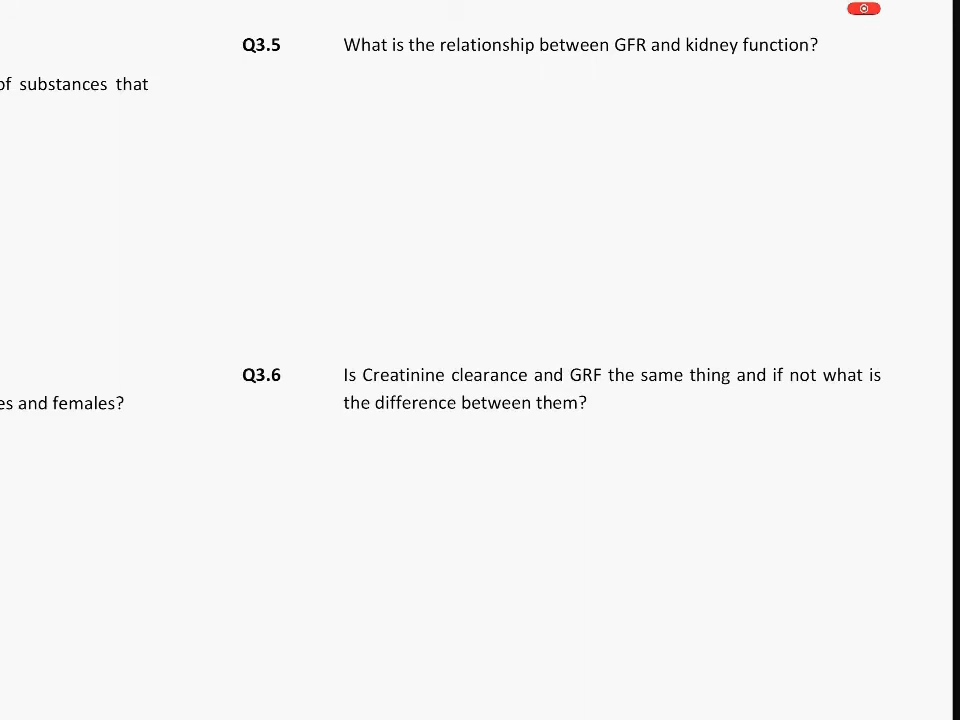 Q3.5 What is the relationship between GFR and kidney function?
of substances that
Q3.6 Is Creatinine clearance and GRF the same thing and if not what is
the difference between them?
es and females?